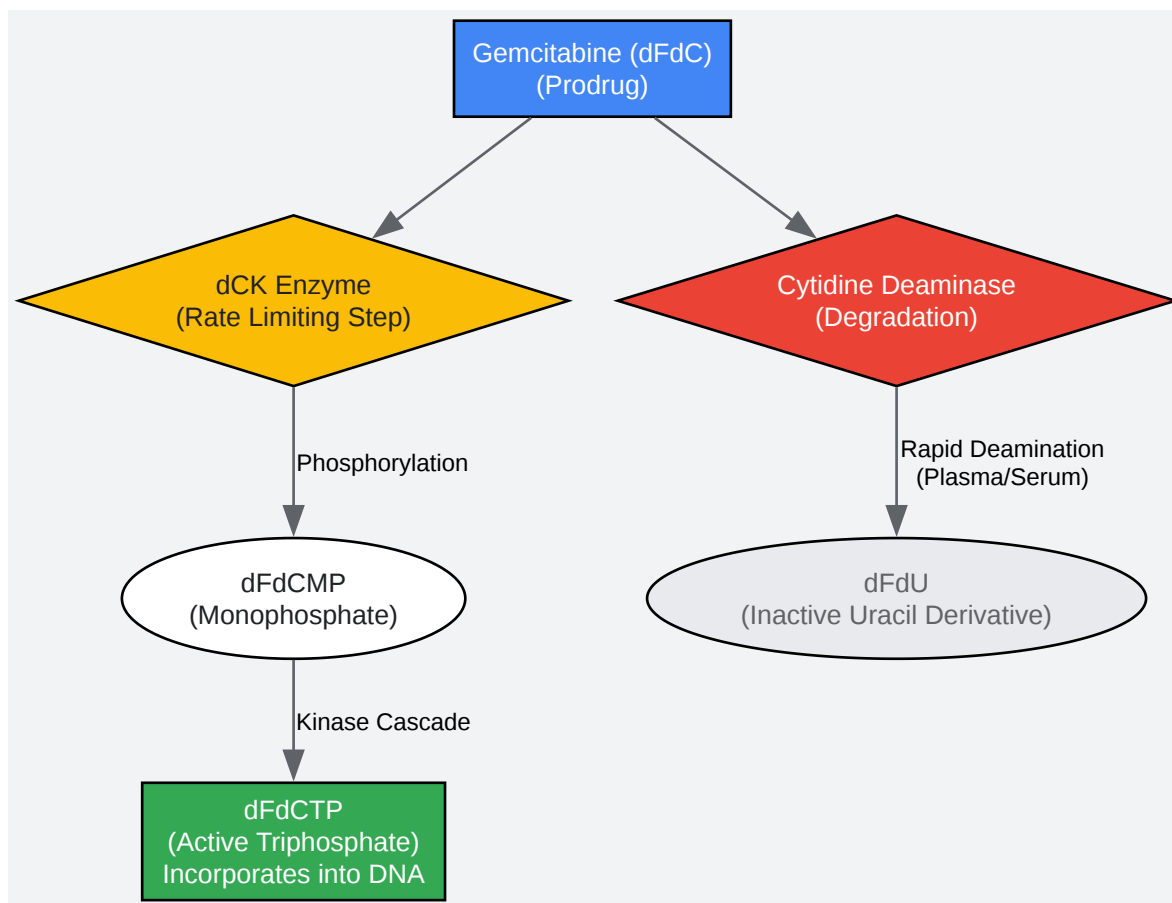 Gemcitabine (dFdC)
(Prodrug)
dCK Enzyme
(Rate Limiting Step)
Cytidine Deaminase
(Degradation)
Phosphorylation
Rapid Deamination
(Plasma/Serum)
dFdCMP
(Monophosphate)
dFdU
(Inactive Uracil Derivative)
Kinase Cascade
dFdCTP
(Active Triphosphate)
Incorporates into DNA